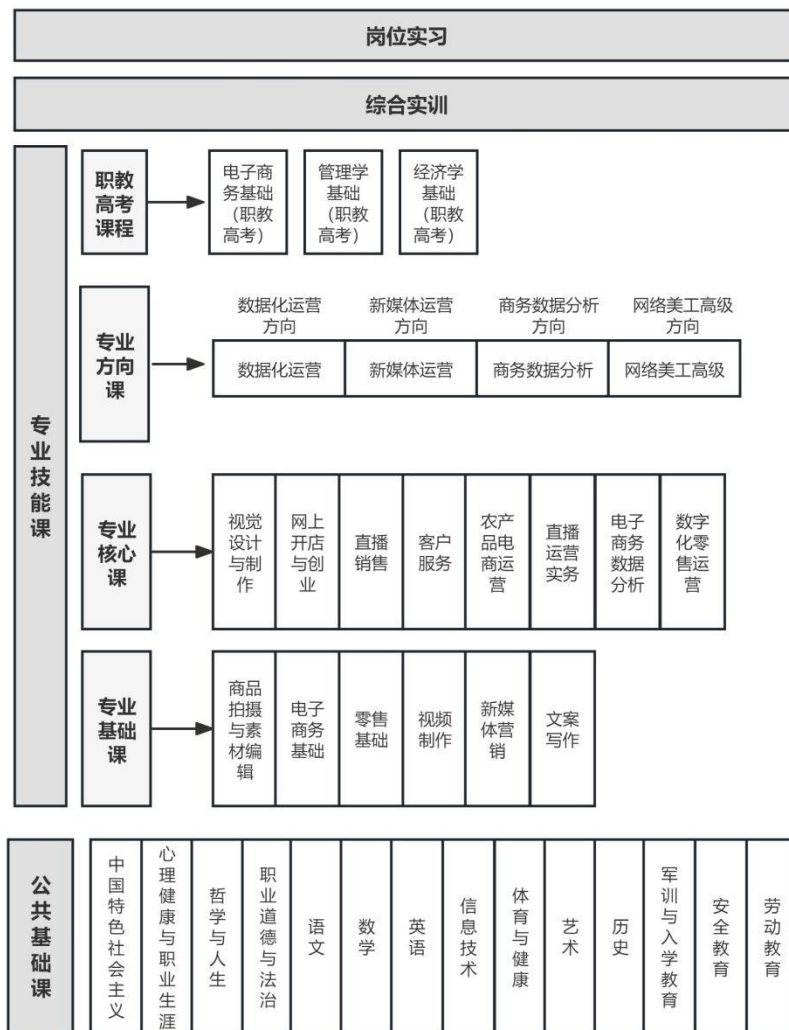 岗位实习
综合实训
专业技能课
职教
高考
课程
电子商
务基础
（职教
高考）
管理学
基础
（职教
高考）
经济学
基础
（职教
高考）
专业
方向
课
数据化运营
方向
新媒体运营
方向
商务数据分析
方向
网络美工高级
方向
数据化运营
新媒体运营
商务数据分析
网络美工高级
专业
核心
课
视觉
设计
与制
作
网上
开店
与创
业
直播
销售
客户
服务
农产
品电
商运
营
直播
运营
实务
电子
商务
数据
分析
数字
化零
售运
营
专业
基础
课
商品
拍摄
与素
材编
辑
电子
商务
基础
零售
基础
视频
制作
新媒
体营
销
文案
写作
公共基础课
中国特色社会主义
心理健康与职业生涯
哲学与人生
职业道德与法治
语文
数学
英语
信息技术
体育与健康
艺术
历史
军训与入学教育
安全教育
劳动教育